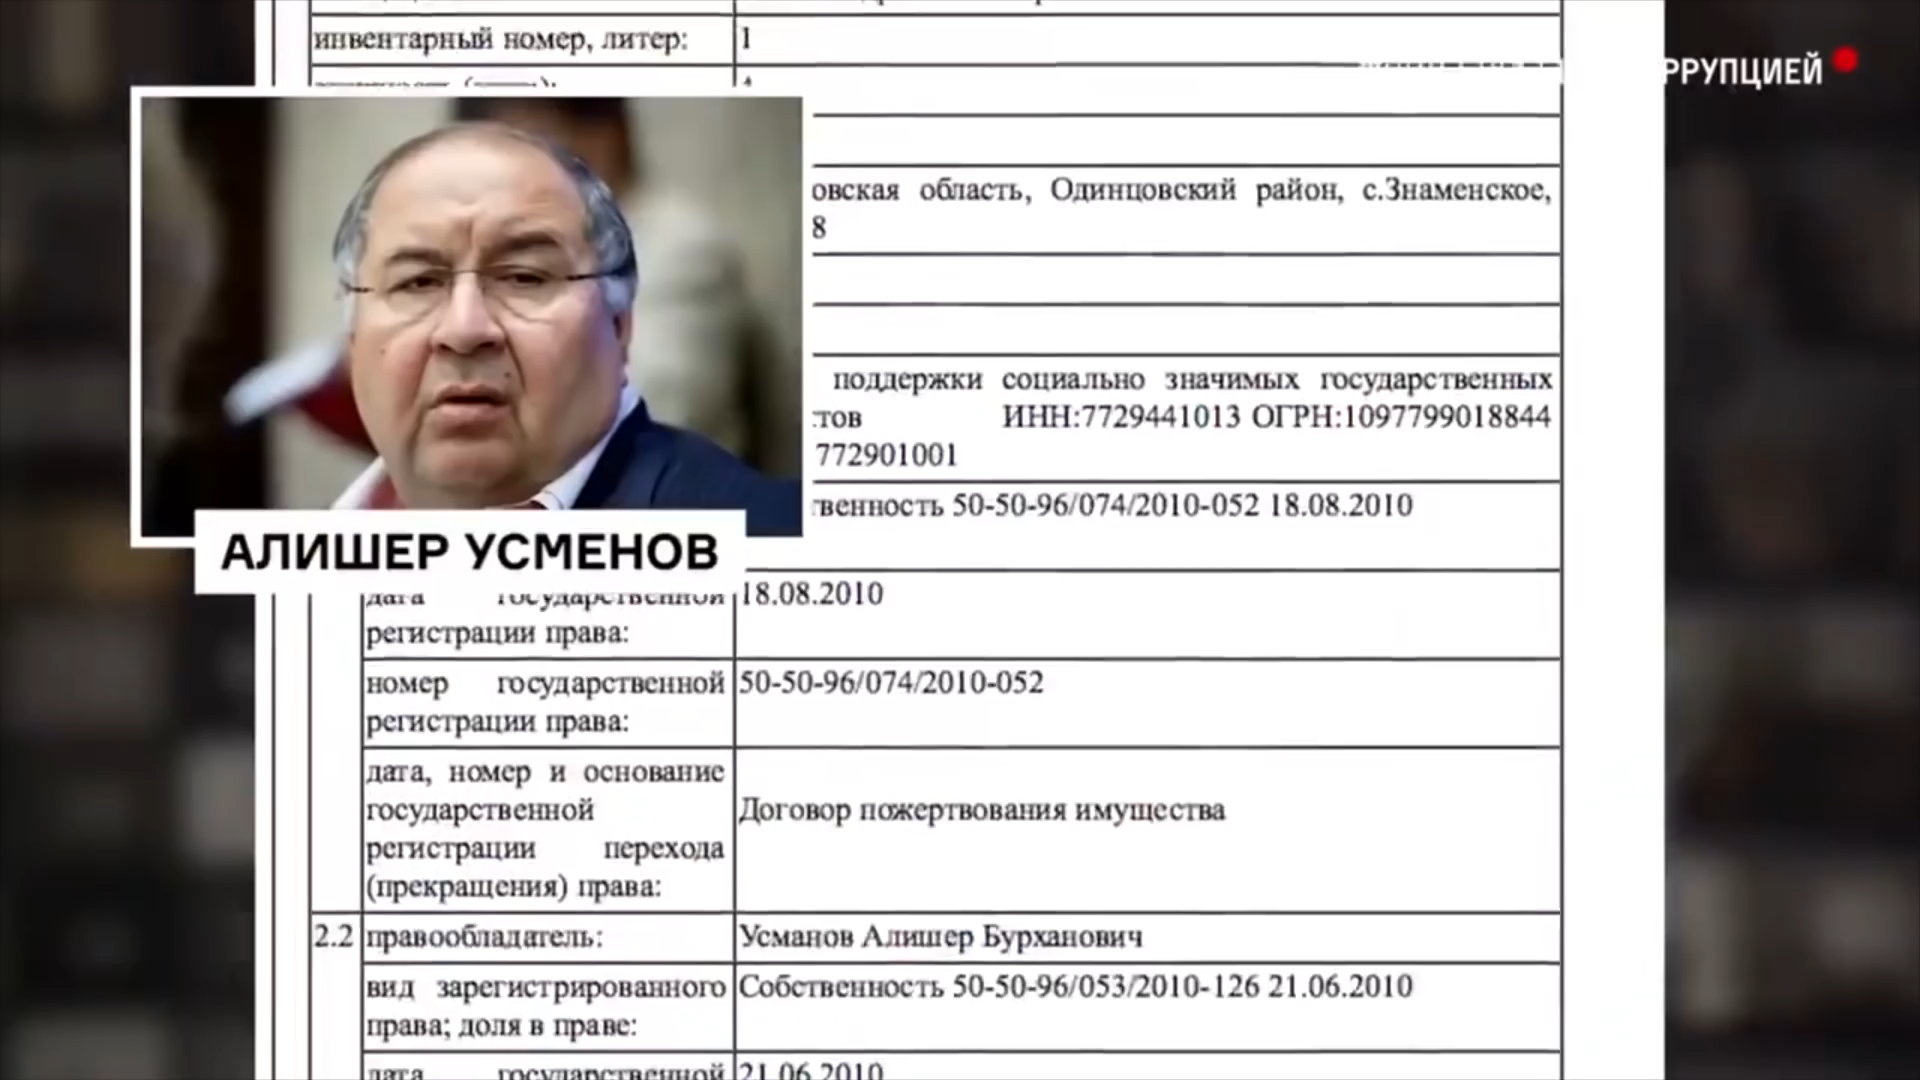 инвентарный номер, литер: 1
РРУПЦИЕЙ
овская область, Одинцовский район, с.Знаменское,
8
поддержки социально значимых государственных
тов ИНН:7729441013 ОГРН:1097799018844
772901001
твенность 50-50-96/074/2010-052 18.08.2010
АЛИШЕР УСМЕНОВ
дата государственной 18.08.2010
регистрации права:
номер государственной 50-50-96/074/2010-052
регистрации права:
дата, номер и основание
государственной Договор пожертвования имущества
регистрации перехода
(прекращения) права:
2.2 правообладатель: Усманов Алишер Бурханович
вид зарегистрированного Собственность 50-50-96/053/2010-126 21.06.2010
права; доля в праве:
дата государственной 21.06.2010